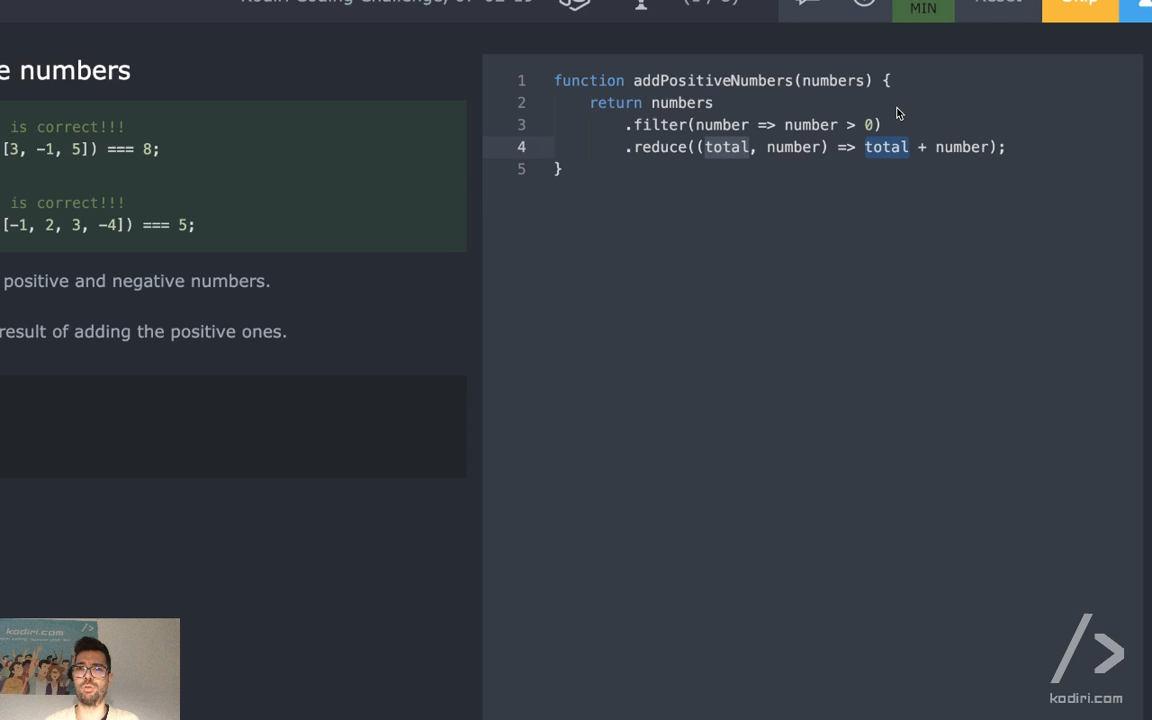 MIN
e numbers
is correct!!!
[3, -1, 5]) === 8;
is correct!!!
[-1, 2, 3, -4]) === 5;
positive and negative numbers.
result of adding the positive ones.
1 function addPositiveNumbers(numbers) {
2 return numbers
3 .filter(number => number > 0)
4 .reduce((total, number) => total + number);
5 }
kodiri.com
/>
/>
kodiri.com